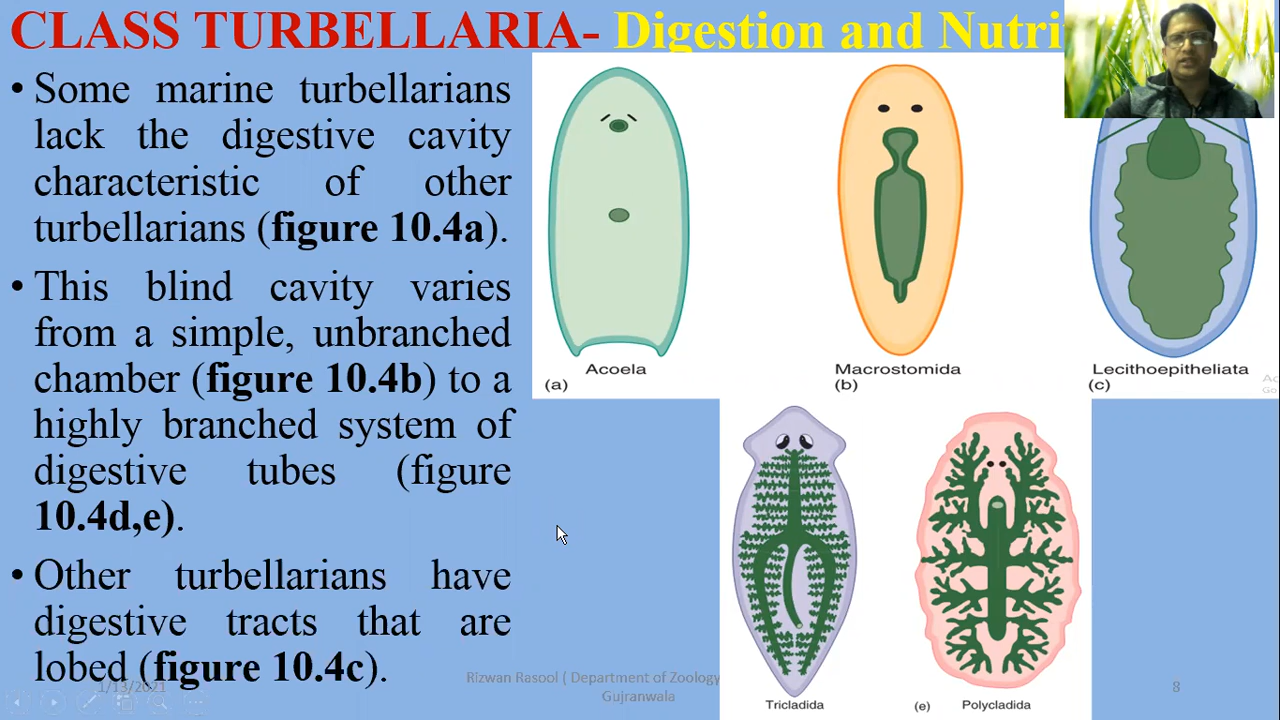 CLASS TURBELLARIA- Digestion and Nutri
• Some marine turbellarians
lack the digestive cavity
characteristic of other
turbellarians (figure 10.4a).
• This blind cavity varies
from a simple, unbranched
chamber (figure 10.4b) to a
highly branched system of
digestive tubes (figure
10.4d,e).
• Other turbellarians have
digestive tracts that are
lobed (figure 10.4c).
Acoela
(a)
Macrostomida
(b)
Lecithoepitheliata
(c)
Tricladida
(e) Polycladida
1/13/2021
Rizwan Rasool ( Department of Zoology
Gujranwala
8